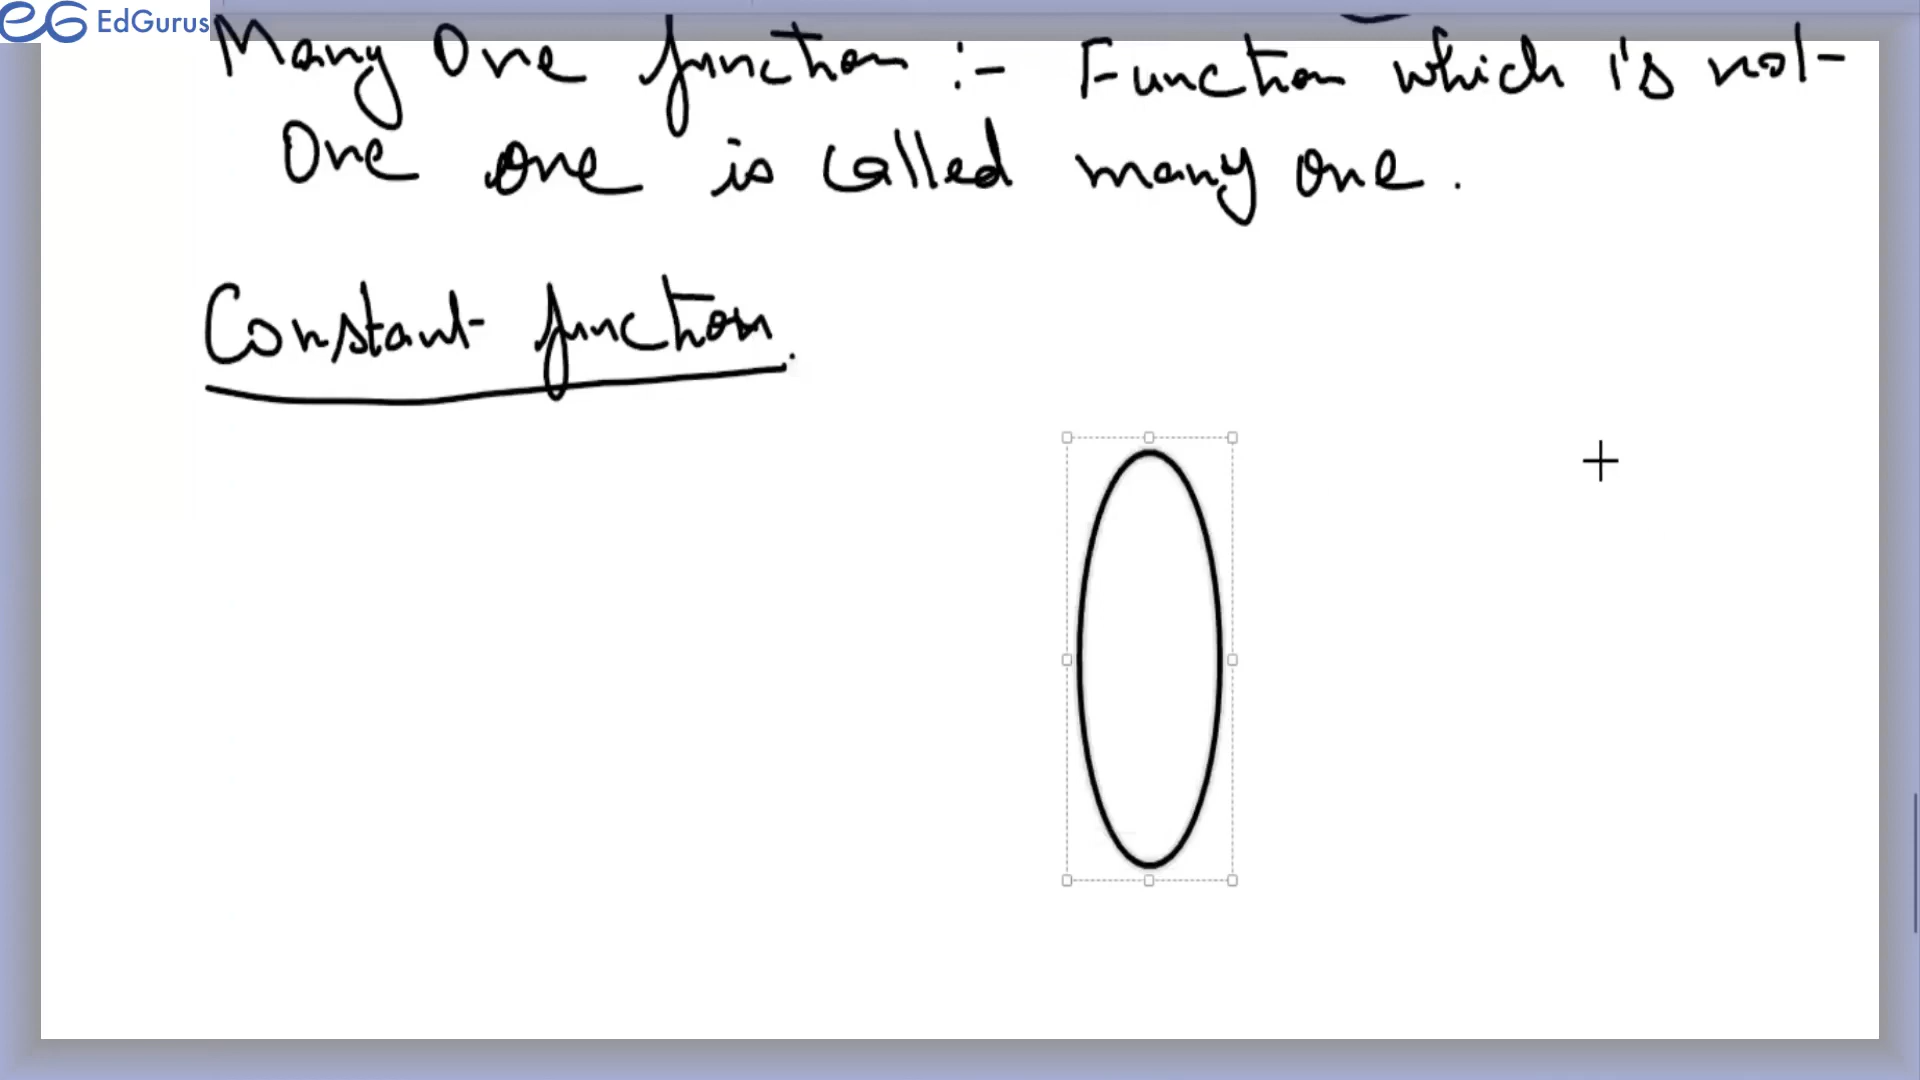 EdGurus
Many One function :- Function which is not
One one is called many one.
Constant function.